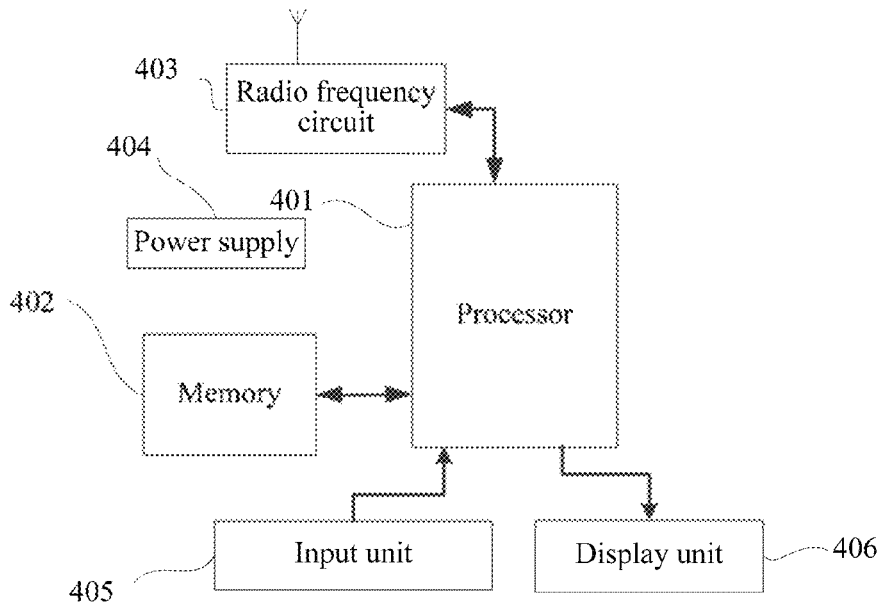 403
Radio frequency
circuit
404
401
Power supply
402
Processor
Memory
Input unit
Display unit
406
405